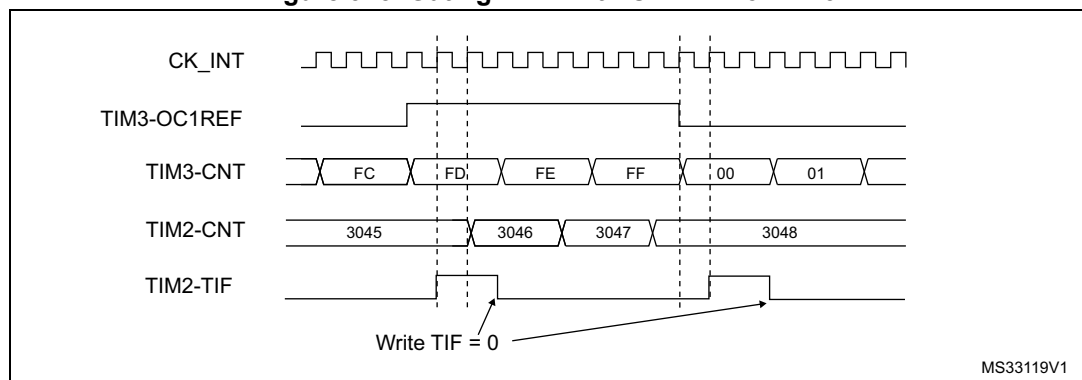 CK_INT
TIM3-OC1REF
TIM3-CNT FC FD FE FF 00 01
TIM2-CNT 3045 3046 3047 3048
TIM2-TIF
Write TIF = 0
MS33119V1